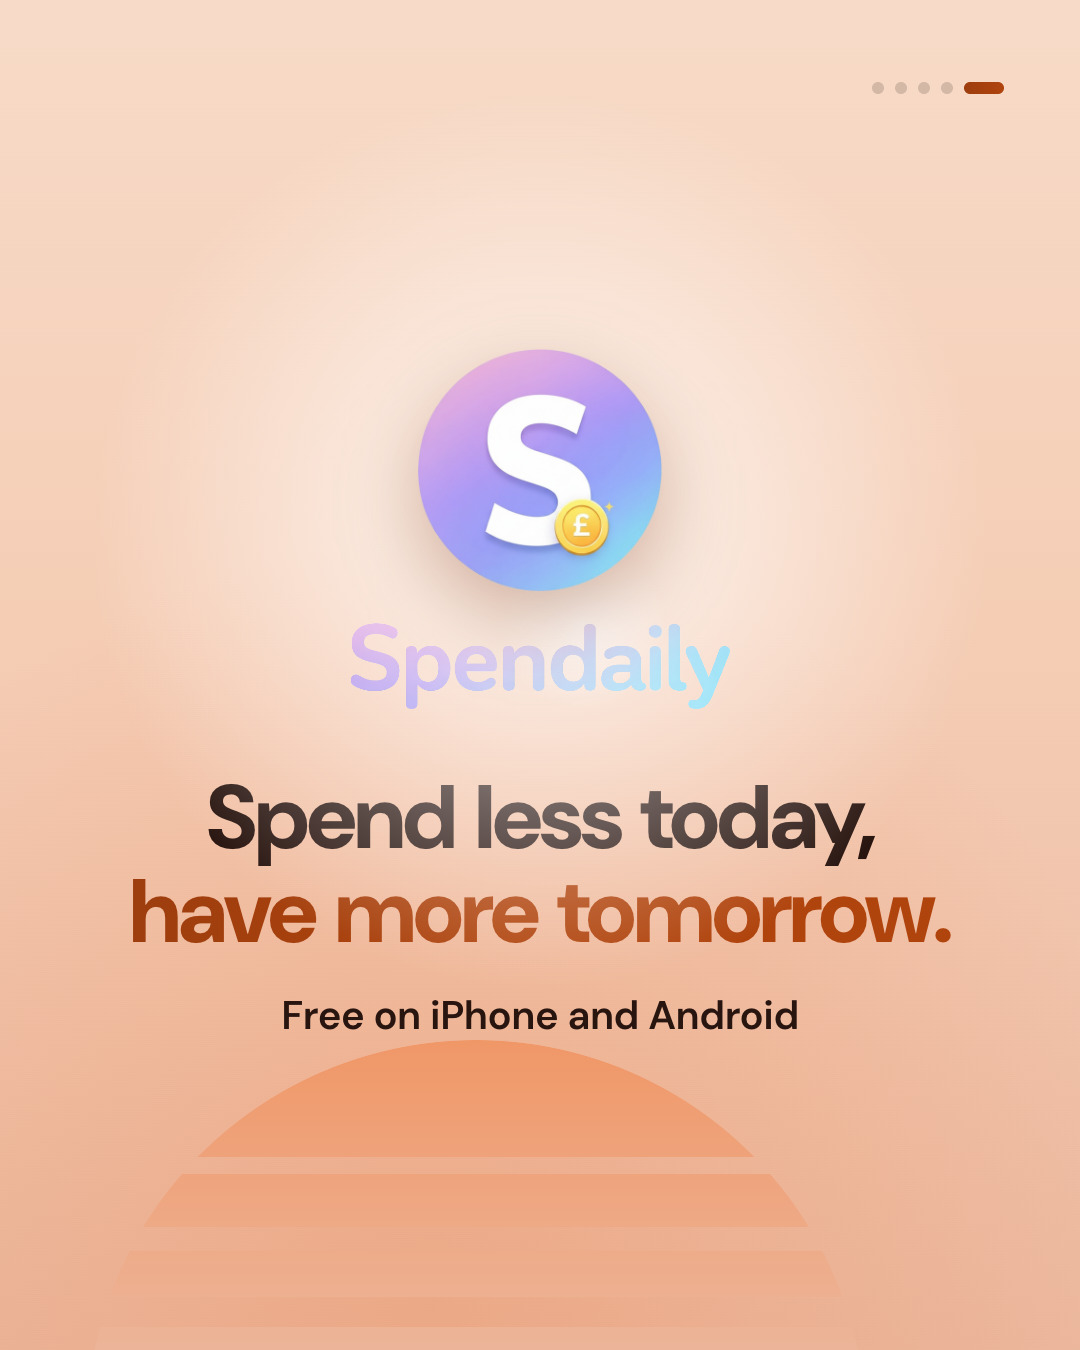 S
£
Spendaily
Spend less today,
have more tomorrow.
Free on iPhone and Android